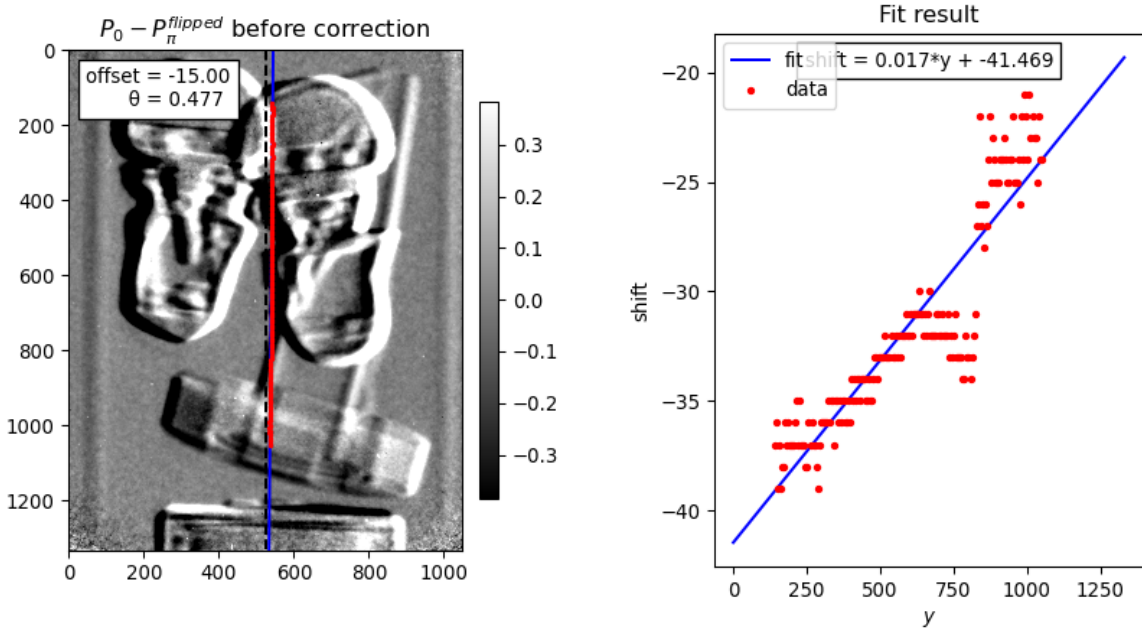 P_0 − P_π^{flipped} before correction
offset = -15.00
θ = 0.477
0
200
400
600
800
1000
1200
0 200 400 600 800 1000
0.3
0.2
0.1
0.0
−0.1
−0.2
−0.3
Fit result
fit
data
shift = 0.017*y + -41.469
shift
−20
−25
−30
−35
−40
0 250 500 750 1000 1250
y